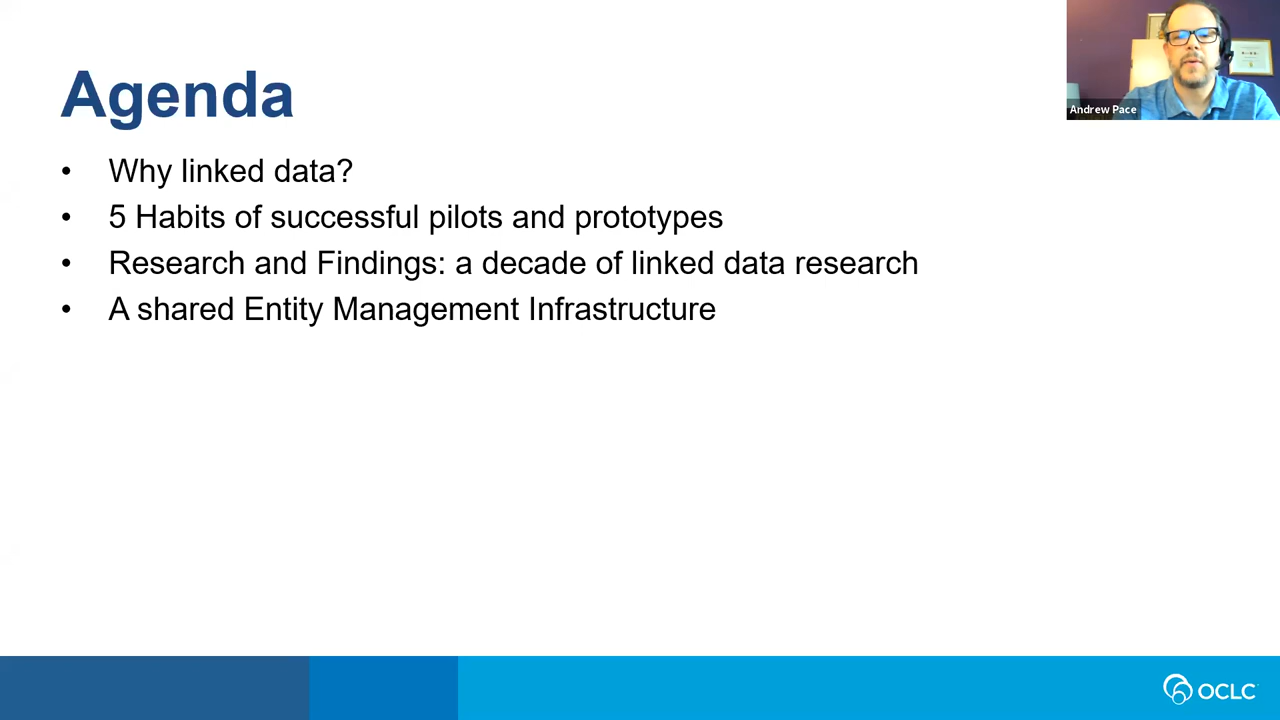 Agenda
• Why linked data?
• 5 Habits of successful pilots and prototypes
• Research and Findings: a decade of linked data research
• A shared Entity Management Infrastructure
Andrew Pace
OCLC